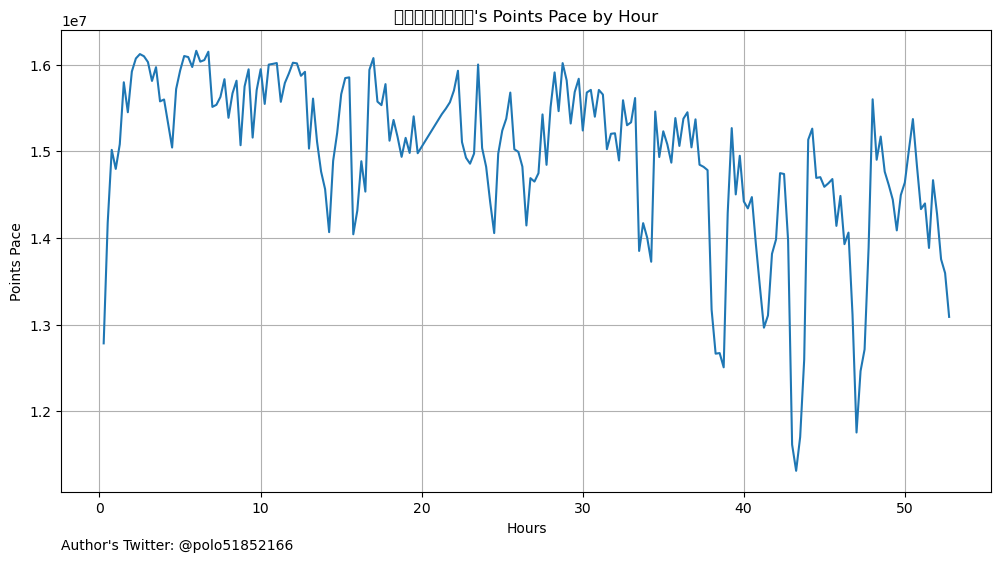 's Points Pace by Hour
1e7
Points Pace
1.6
1.5
1.4
1.3
1.2
0 10 20 30 40 50
Hours
Author's Twitter: @polo51852166